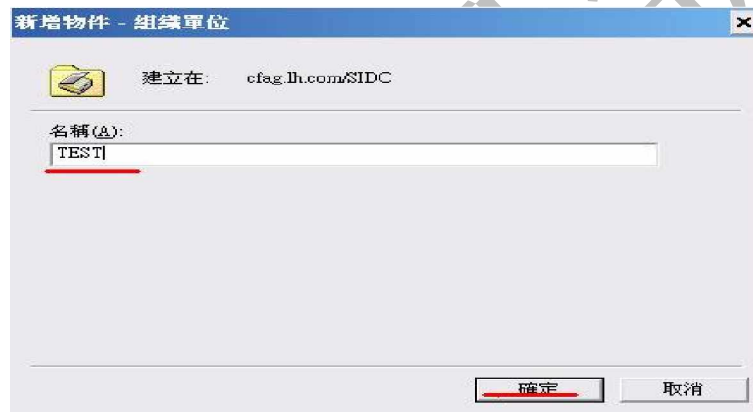 新增物件 - 組織單位
建立在: cfag.lh.com/SIDC
名稱(A):
TEST
確定
取消